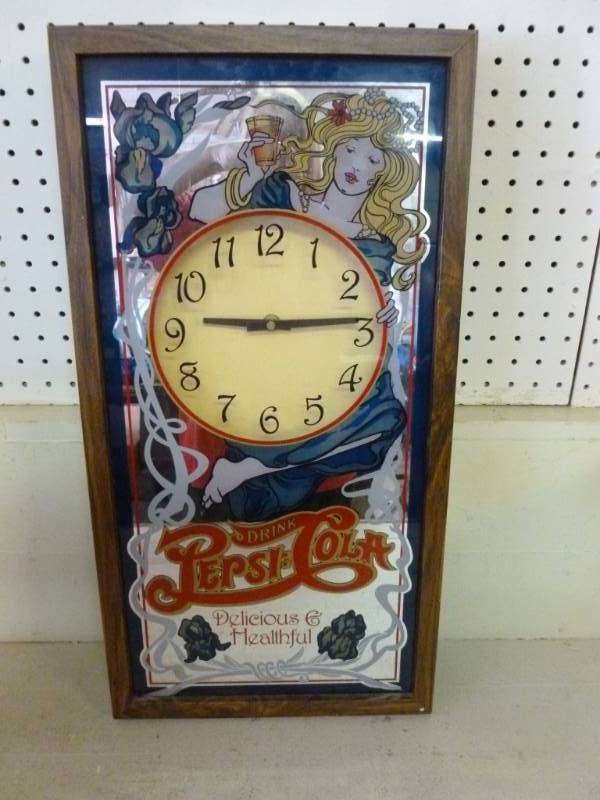 12
11 1
10 2
9 3
8 4
7 5
6
DRINK
PEPSI-COLA
Delicious &
Healthful